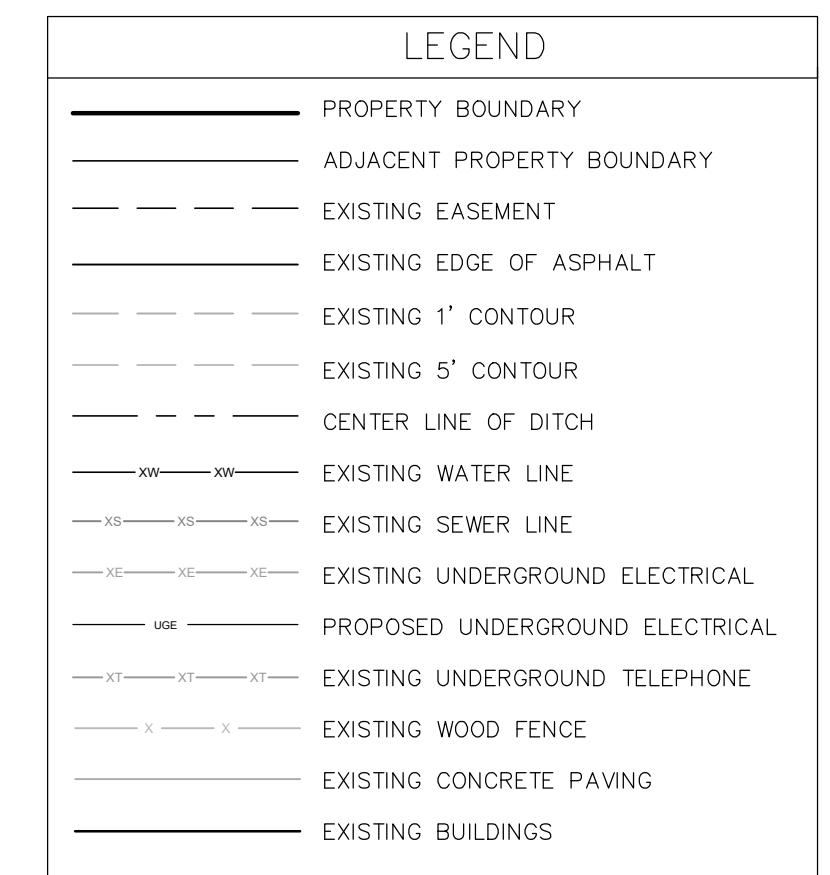 LEGEND
PROPERTY BOUNDARY
ADJACENT PROPERTY BOUNDARY
EXISTING EASEMENT
EXISTING EDGE OF ASPHALT
EXISTING 1' CONTOUR
EXISTING 5' CONTOUR
CENTER LINE OF DITCH
XW XW EXISTING WATER LINE
XS XS XS EXISTING SEWER LINE
XE XE XE EXISTING UNDERGROUND ELECTRICAL
UGE PROPOSED UNDERGROUND ELECTRICAL
XT XT XT EXISTING UNDERGROUND TELEPHONE
X X EXISTING WOOD FENCE
EXISTING CONCRETE PAVING
EXISTING BUILDINGS